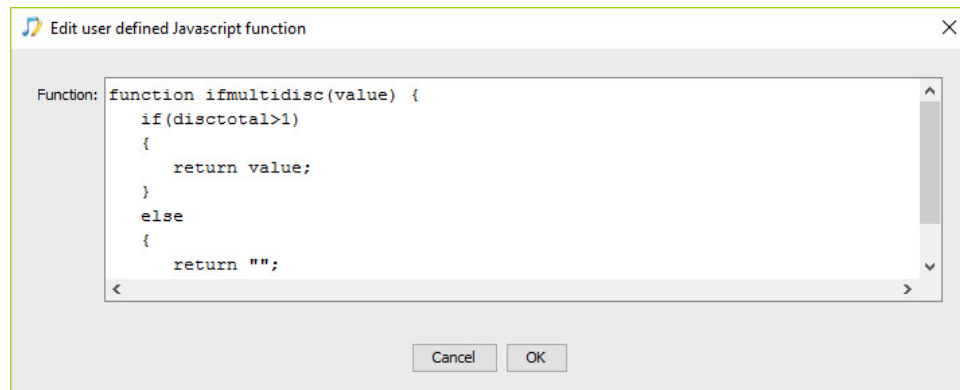 Edit user defined Javascript function
Function:
function ifmultidisc(value) {
if(disctotal>1)
{
return value;
}
else
{
return "";
Cancel OK